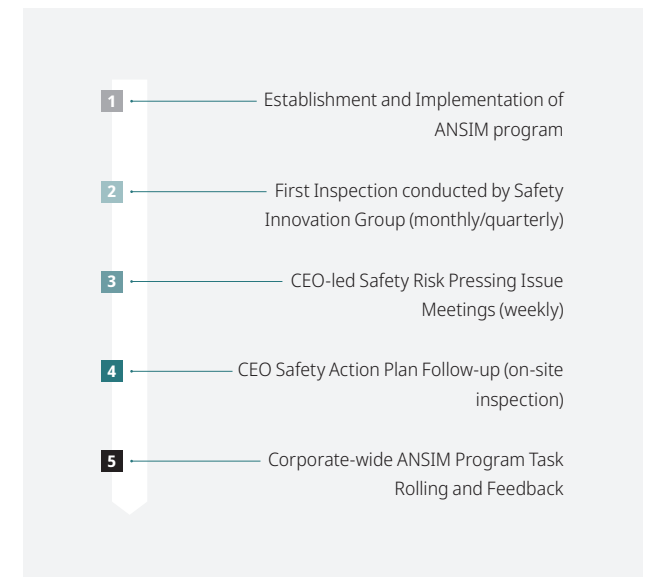 1 Establishment and Implementation of
ANSIM program
2 First Inspection conducted by Safety
Innovation Group (monthly/quarterly)
3 CEO-led Safety Risk Pressing Issue
Meetings (weekly)
4 CEO Safety Action Plan Follow-up (on-site
inspection)
5 Corporate-wide ANSIM Program Task
Rolling and Feedback